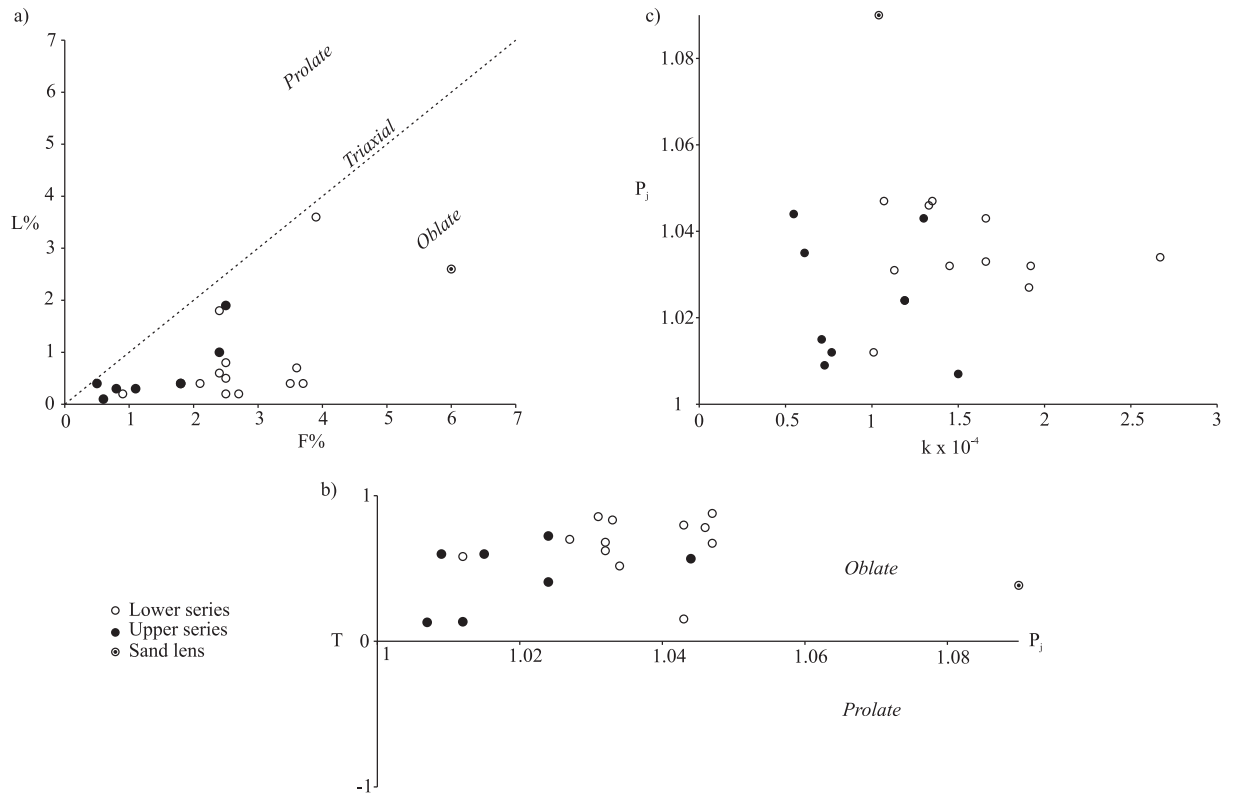 a)
7
6
5
4
L%
3
2
1
0
0 1 2 3 4 5 6 7
F%
Prolate
Triaxial
Oblate
c)
1.08
1.06
P_j
1.04
1.02
1
0 0.5 1 1.5 2 2.5 3
k x 10^-4
b)
1
T 0
-1
1 1.02 1.04 1.06 1.08
P_j
Oblate
Prolate
Lower series
Upper series
Sand lens